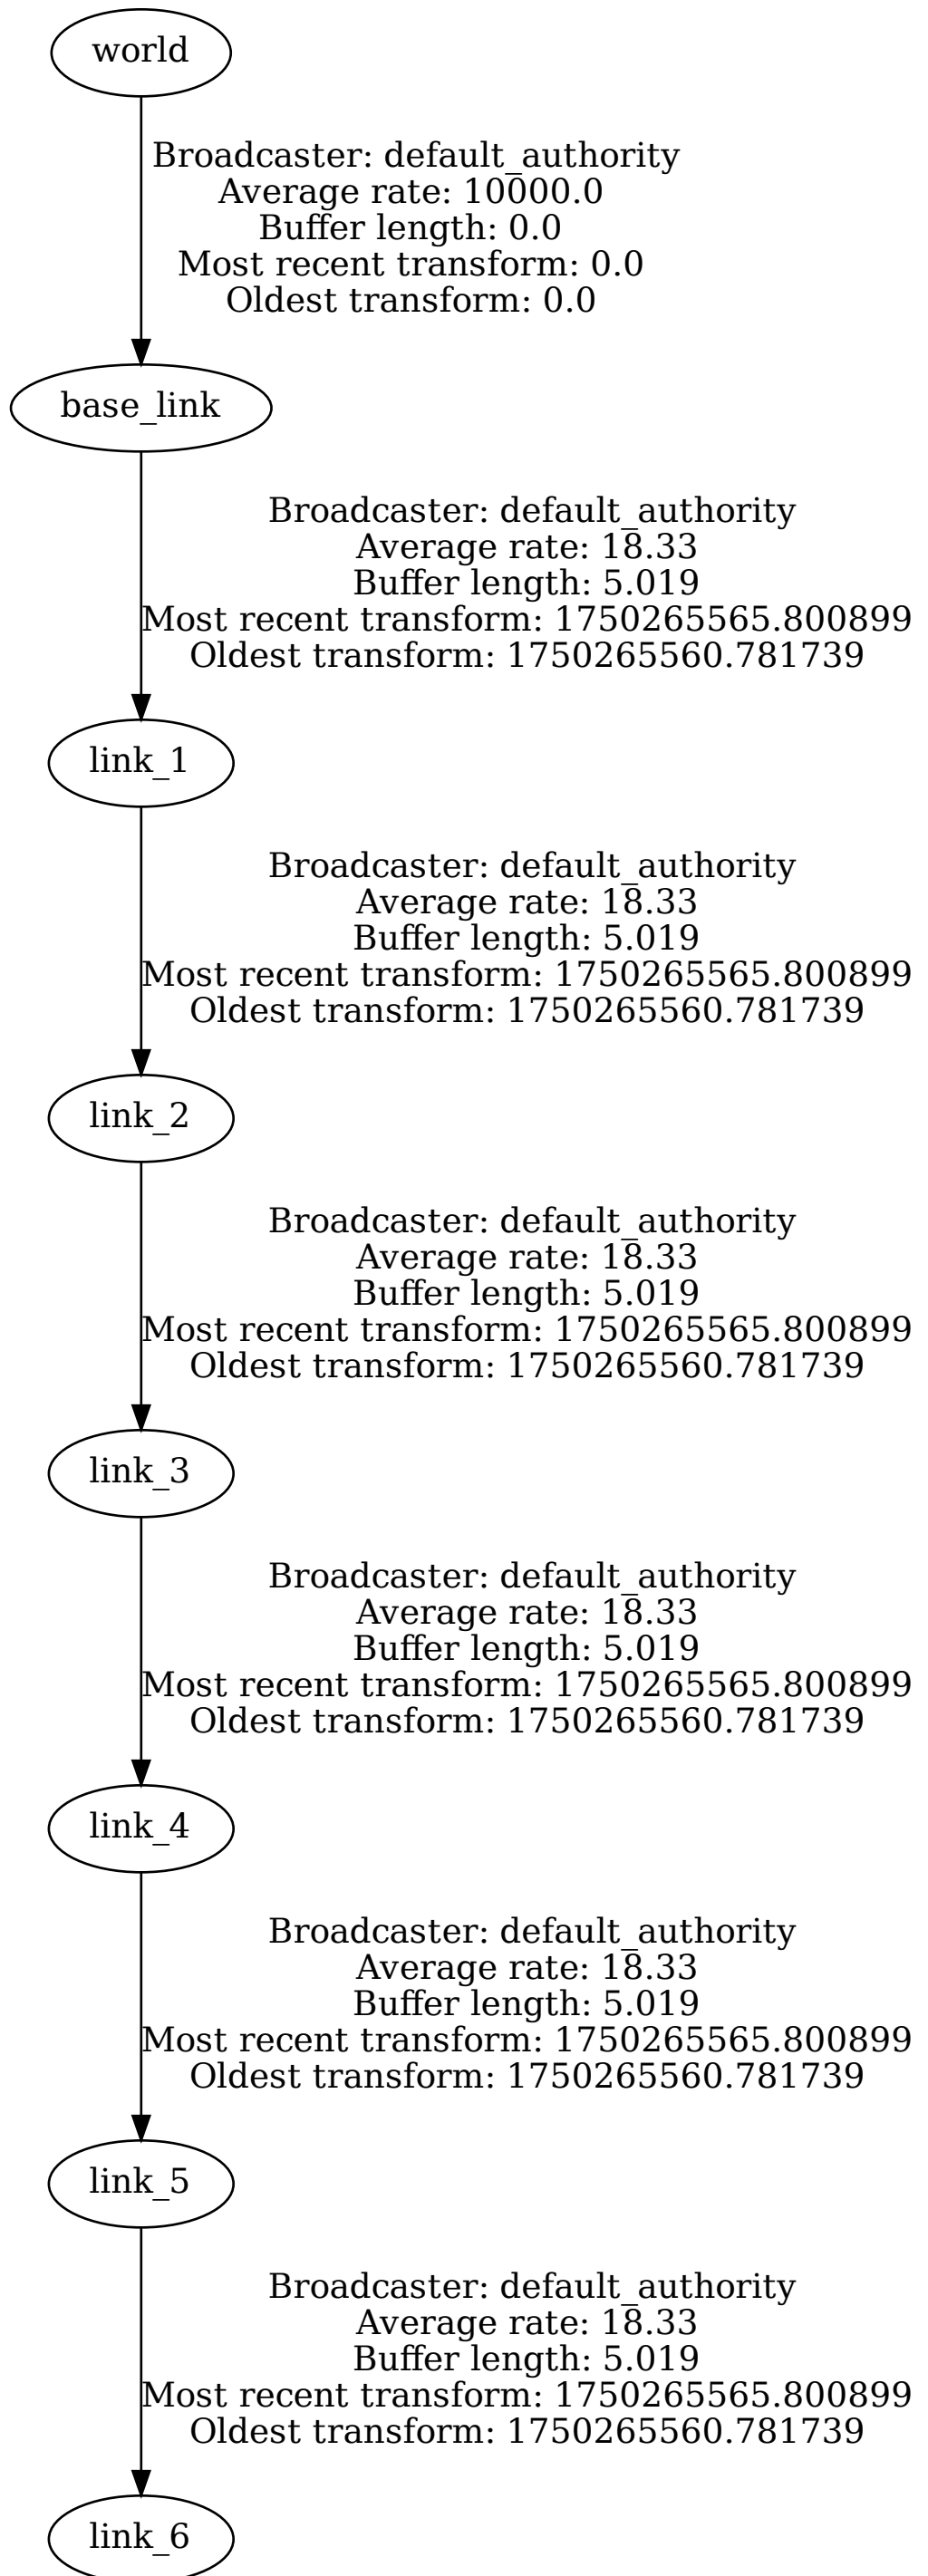 world
Broadcaster: default_authority
Average rate: 10000.0
Buffer length: 0.0
Most recent transform: 0.0
Oldest transform: 0.0
base_link
Broadcaster: default_authority
Average rate: 18.33
Buffer length: 5.019
Most recent transform: 1750265565.800899
Oldest transform: 1750265560.781739
link_1
Broadcaster: default_authority
Average rate: 18.33
Buffer length: 5.019
Most recent transform: 1750265565.800899
Oldest transform: 1750265560.781739
link_2
Broadcaster: default_authority
Average rate: 18.33
Buffer length: 5.019
Most recent transform: 1750265565.800899
Oldest transform: 1750265560.781739
link_3
Broadcaster: default_authority
Average rate: 18.33
Buffer length: 5.019
Most recent transform: 1750265565.800899
Oldest transform: 1750265560.781739
link_4
Broadcaster: default_authority
Average rate: 18.33
Buffer length: 5.019
Most recent transform: 1750265565.800899
Oldest transform: 1750265560.781739
link_5
Broadcaster: default_authority
Average rate: 18.33
Buffer length: 5.019
Most recent transform: 1750265565.800899
Oldest transform: 1750265560.781739
link_6